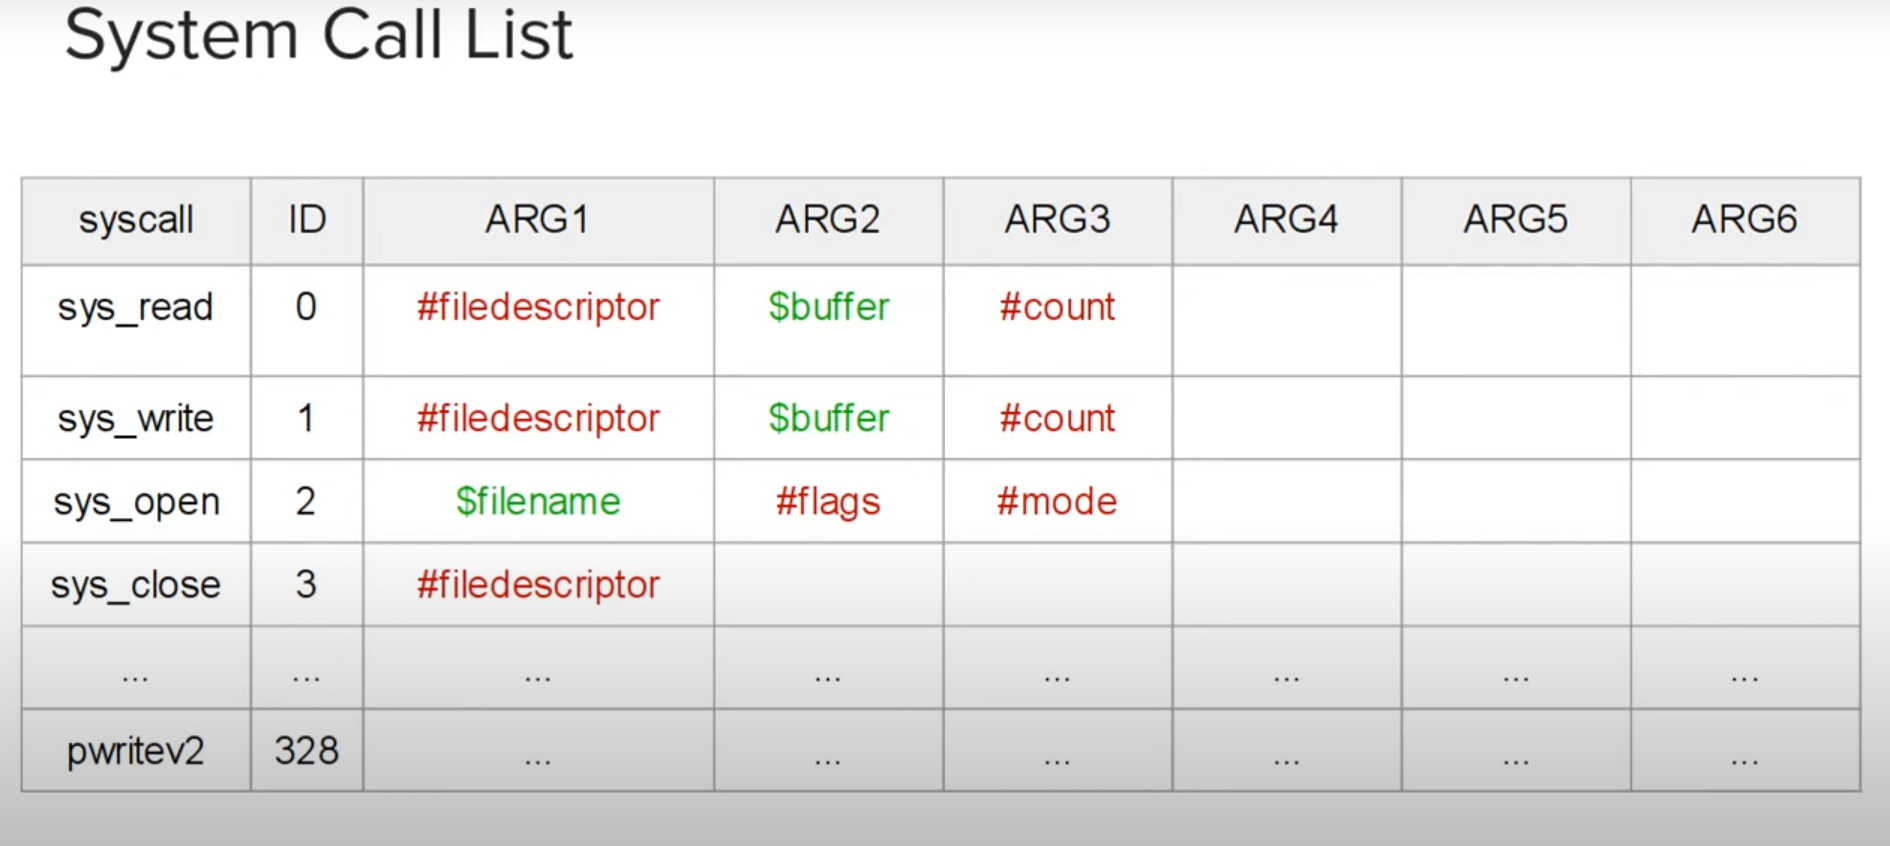 System Call List
syscall ID ARG1 ARG2 ARG3 ARG4 ARG5 ARG6
sys_read 0 #filedescriptor $buffer #count
sys_write 1 #filedescriptor $buffer #count
sys_open 2 $filename #flags #mode
sys_close 3 #filedescriptor
... ... ... ... ... ... ... ...
pwritev2 328 ... ... ... ... ... ...